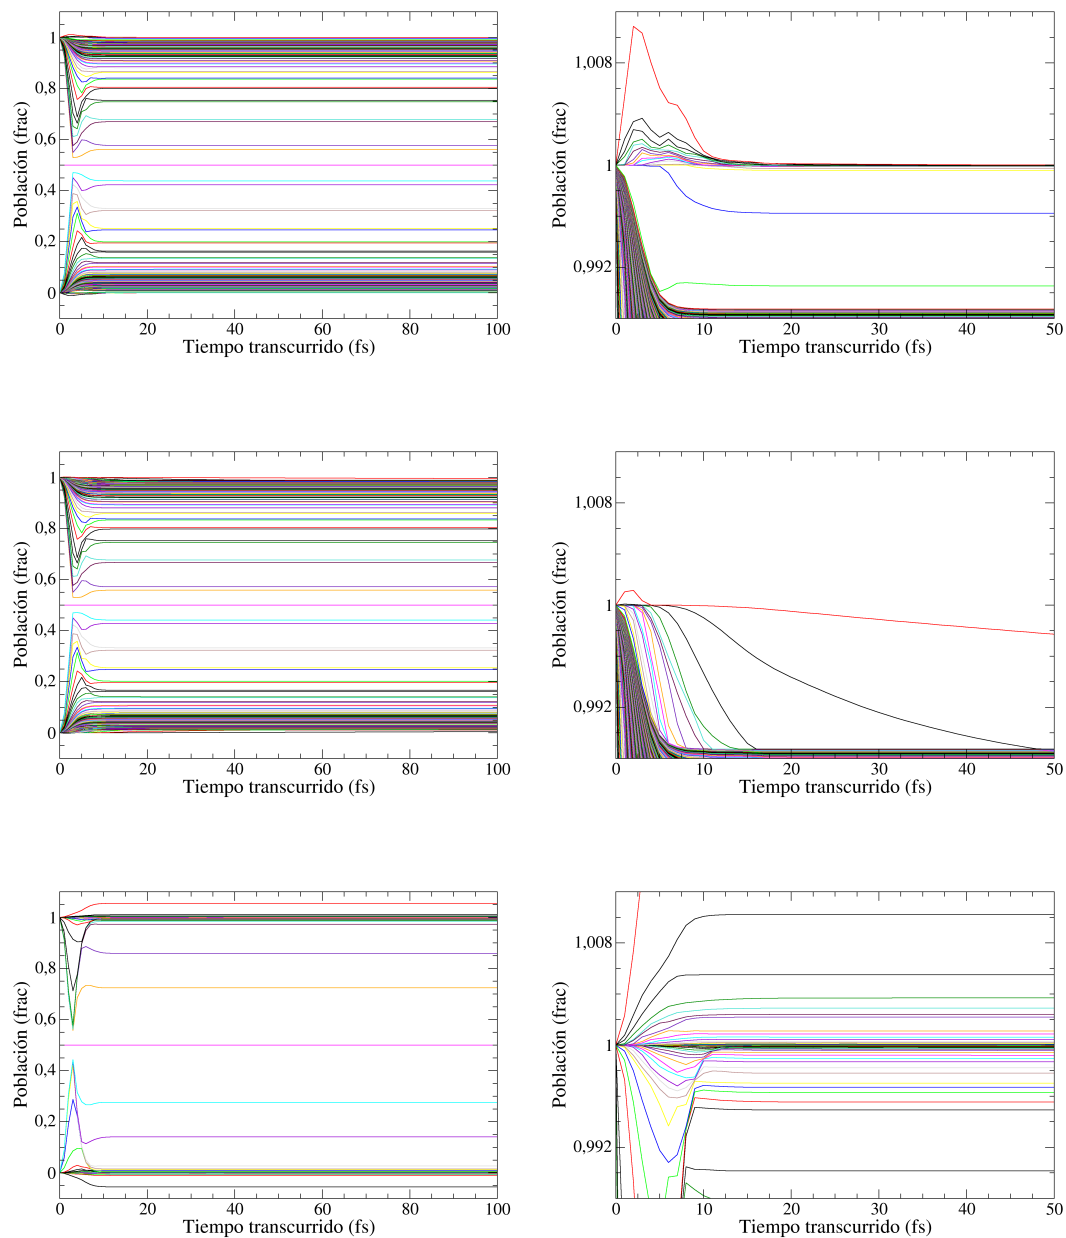 Población (frac)
1
0,8
0,6
0,4
0,2
0
0 20 40 60 80 100
Tiempo transcurrido (fs)
Población (frac)
1,008
1
0,992
0 10 20 30 40 50
Tiempo transcurrido (fs)
Población (frac)
1
0,8
0,6
0,4
0,2
0
0 20 40 60 80 100
Tiempo transcurrido (fs)
Población (frac)
1,008
1
0,992
0 10 20 30 40 50
Tiempo transcurrido (fs)
Población (frac)
1
0,8
0,6
0,4
0,2
0
0 20 40 60 80 100
Tiempo transcurrido (fs)
Población (frac)
1,008
1
0,992
0 10 20 30 40 50
Tiempo transcurrido (fs)